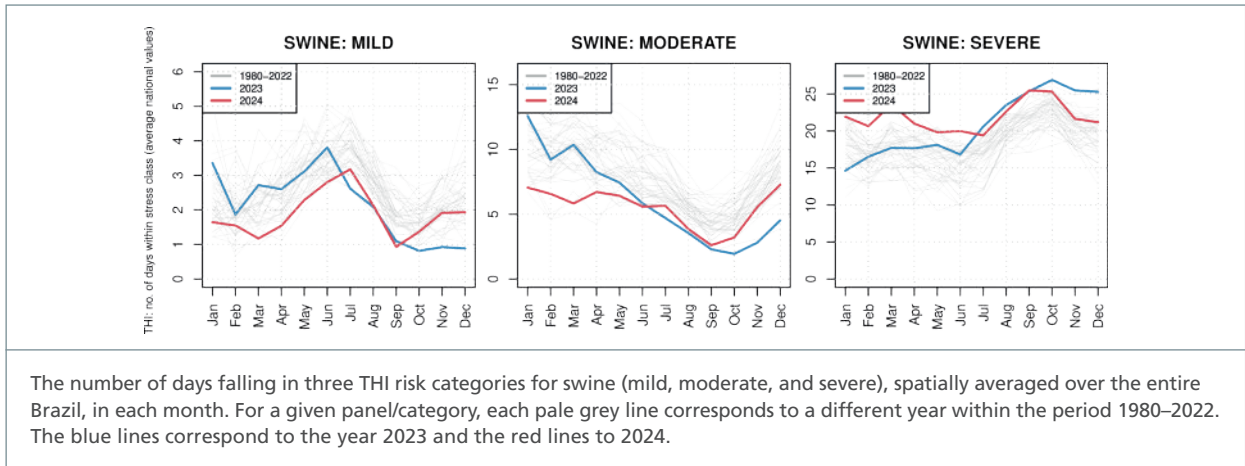 SWINE: MILD
SWINE: MODERATE
SWINE: SEVERE
THI: no. of days within stress class (average national values)
6
5
4
3
2
1
0
1980–2022
2023
2024
Jan
Feb
Mar
Apr
May
Jun
Jul
Aug
Sep
Oct
Nov
Dec
15
10
5
0
1980–2022
2023
2024
Jan
Feb
Mar
Apr
May
Jun
Jul
Aug
Sep
Oct
Nov
Dec
25
20
15
10
5
0
1980–2022
2023
2024
Jan
Feb
Mar
Apr
May
Jun
Jul
Aug
Sep
Oct
Nov
Dec
The number of days falling in three THI risk categories for swine (mild, moderate, and severe), spatially averaged over the entire
Brazil, in each month. For a given panel/category, each pale grey line corresponds to a different year within the period 1980–2022.
The blue lines correspond to the year 2023 and the red lines to 2024.